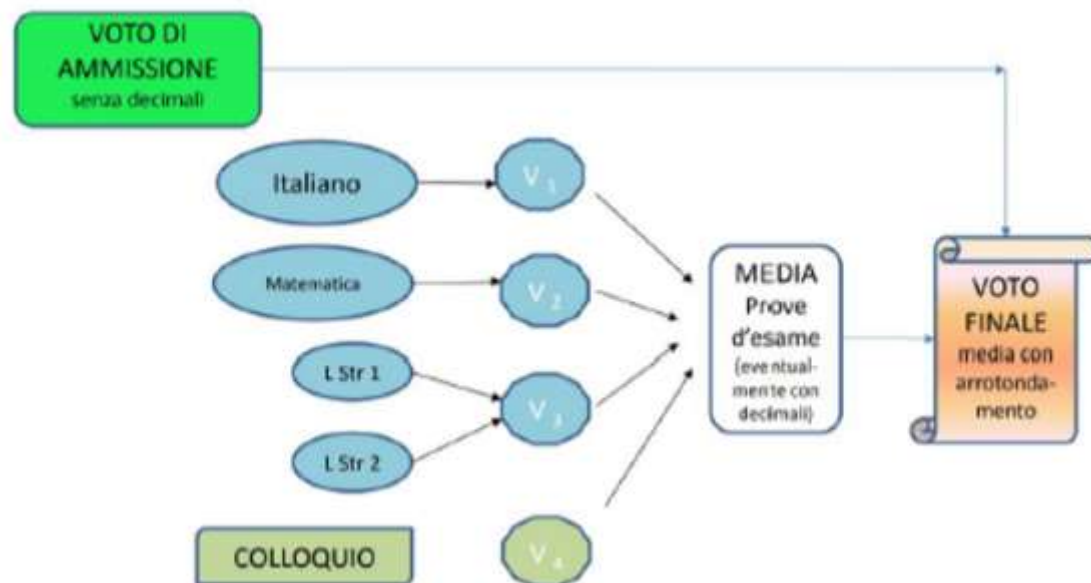 VOTO DI
AMMISSIONE
senza decimali
Italiano
V 1
Matematica
V 2
L Str 1
V 3
L Str 2
COLLOQUIO
V 4
MEDIA
Prove
d'esame
(eventual-
mente con
decimali)
VOTO
FINALE
media con
arrotonda-
mento